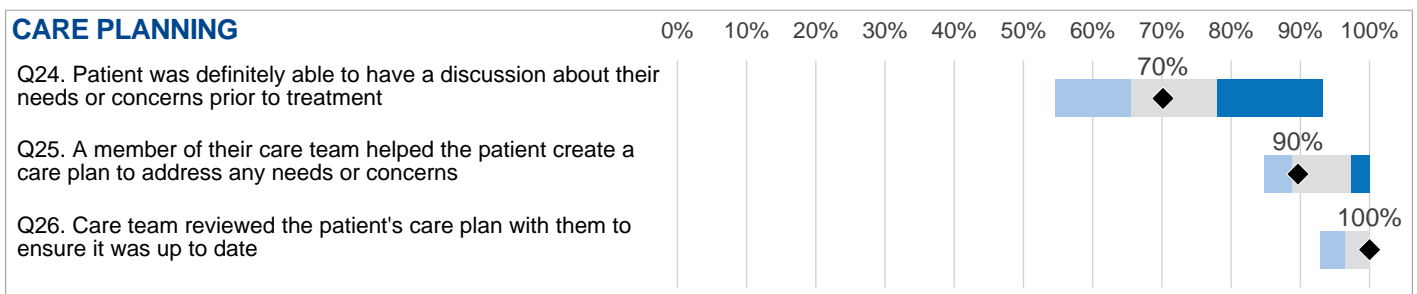 CARE PLANNING
0% 10% 20% 30% 40% 50% 60% 70% 80% 90% 100%
Q24. Patient was definitely able to have a discussion about their
needs or concerns prior to treatment
70%
Q25. A member of their care team helped the patient create a
care plan to address any needs or concerns
90%
Q26. Care team reviewed the patient's care plan with them to
ensure it was up to date
100%